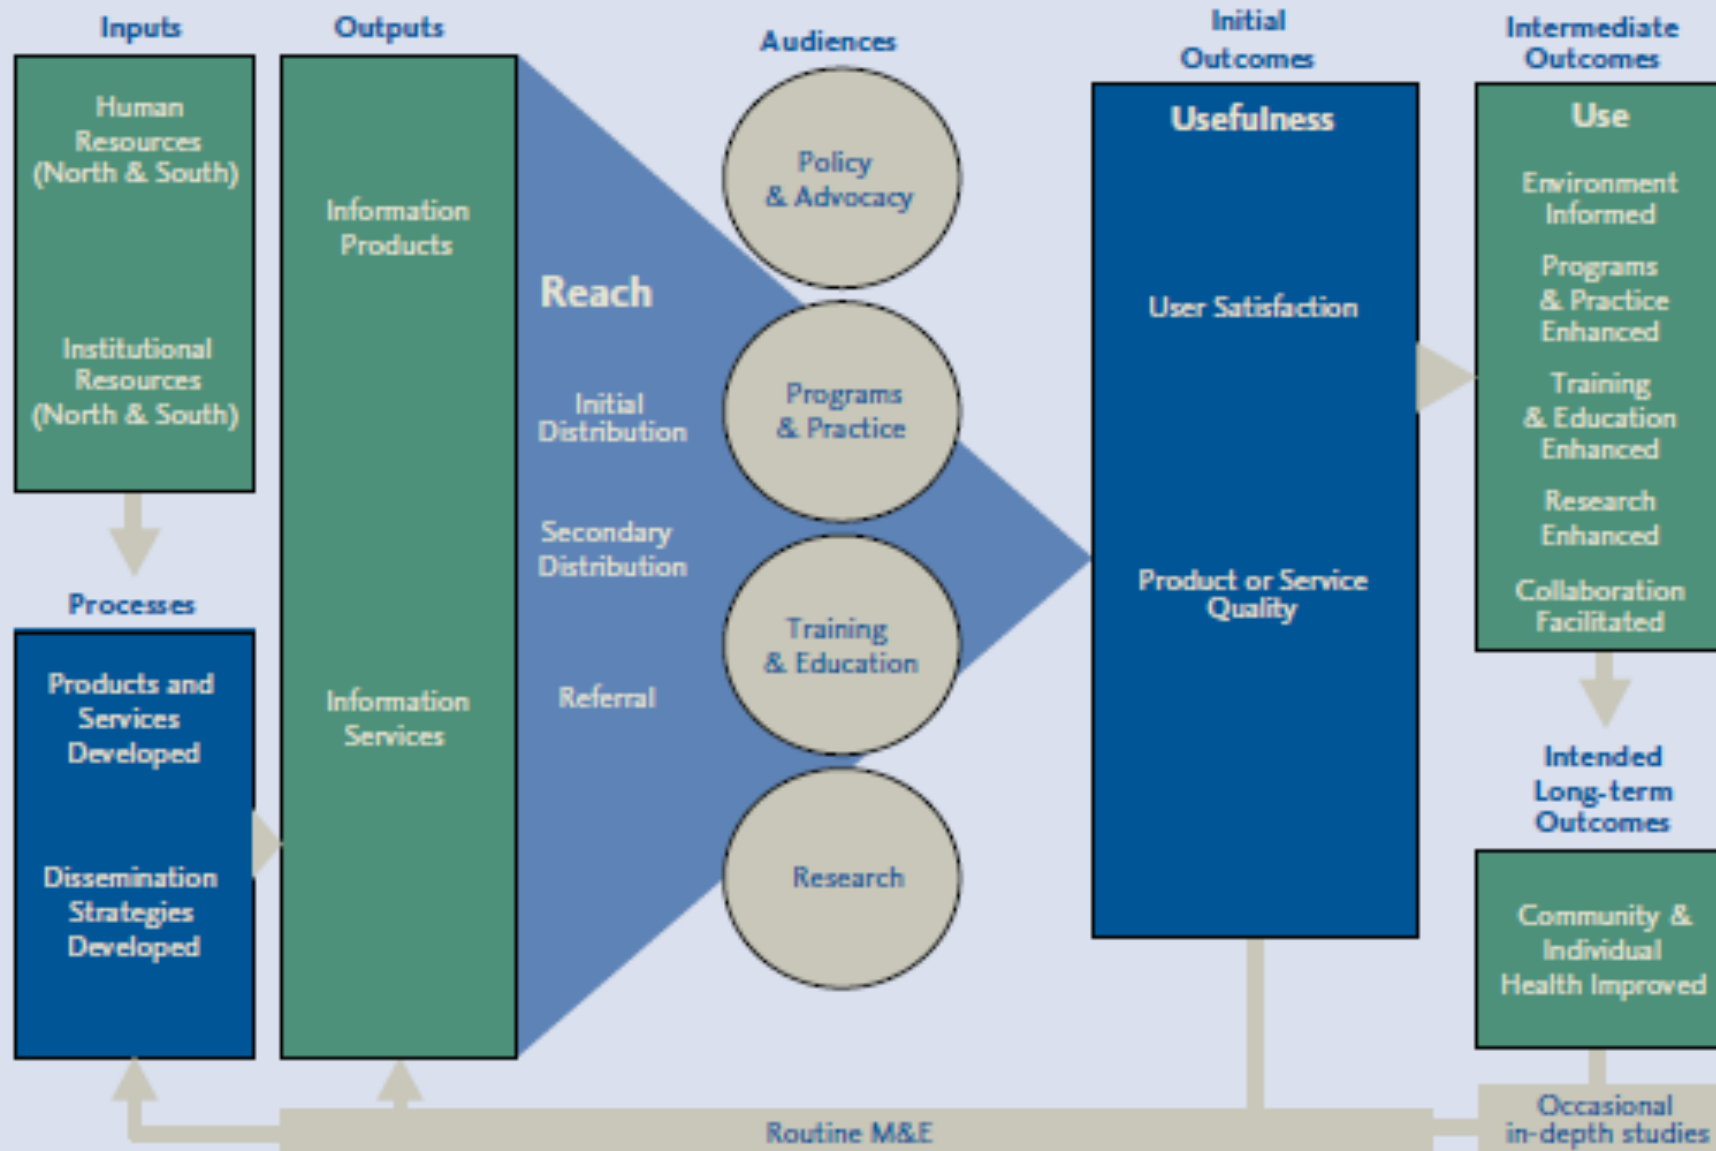 Inputs
Human
Resources
(North & South)
Institutional
Resources
(North & South)
Processes
Products and
Services
Developed
Dissemination
Strategies
Developed
Outputs
Information
Products
Information
Services
Reach
Initial
Distribution
Secondary
Distribution
Referral
Audiences
Policy
& Advocacy
Programs
& Practice
Training
& Education
Research
Initial
Outcomes
Usefulness
User Satisfaction
Product or Service
Quality
Intermediate
Outcomes
Use
Environment
Informed
Programs
& Practice
Enhanced
Training
& Education
Enhanced
Research
Enhanced
Collaboration
Facilitated
Intended
Long-term
Outcomes
Community &
Individual
Health Improved
Routine M&E
Occasional
in-depth studies